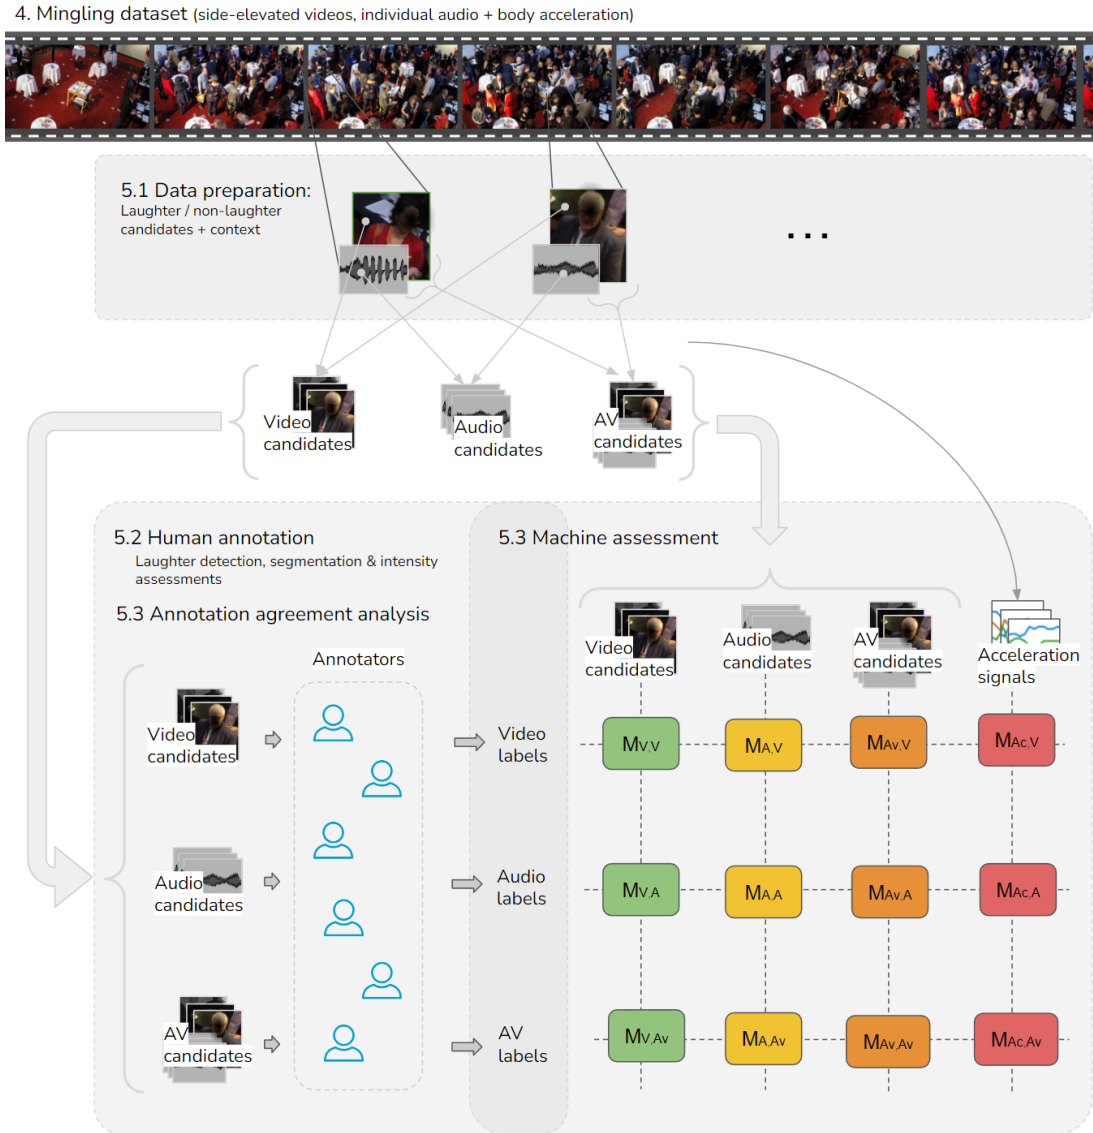 4. Mingling dataset (side-elevated videos, individual audio + body acceleration)
5.1 Data preparation:
Laughter / non-laughter
candidates + context
...
Video
candidates
Audio
candidates
AV
candidates
5.2 Human annotation
Laughter detection, segmentation & intensity
assessments
5.3 Annotation agreement analysis
Annotators
Video
candidates
Audio
candidates
AV
candidates
5.3 Machine assessment
Video
candidates
Audio
candidates
AV
candidates
Acceleration
signals
Video
labels
MV,V
MA,V
MAv,V
MAc,V
Audio
labels
MV,A
MA,A
MAv,A
MAc,A
AV
labels
MV,Av
MA,Av
MAv,Av
MAc,Av